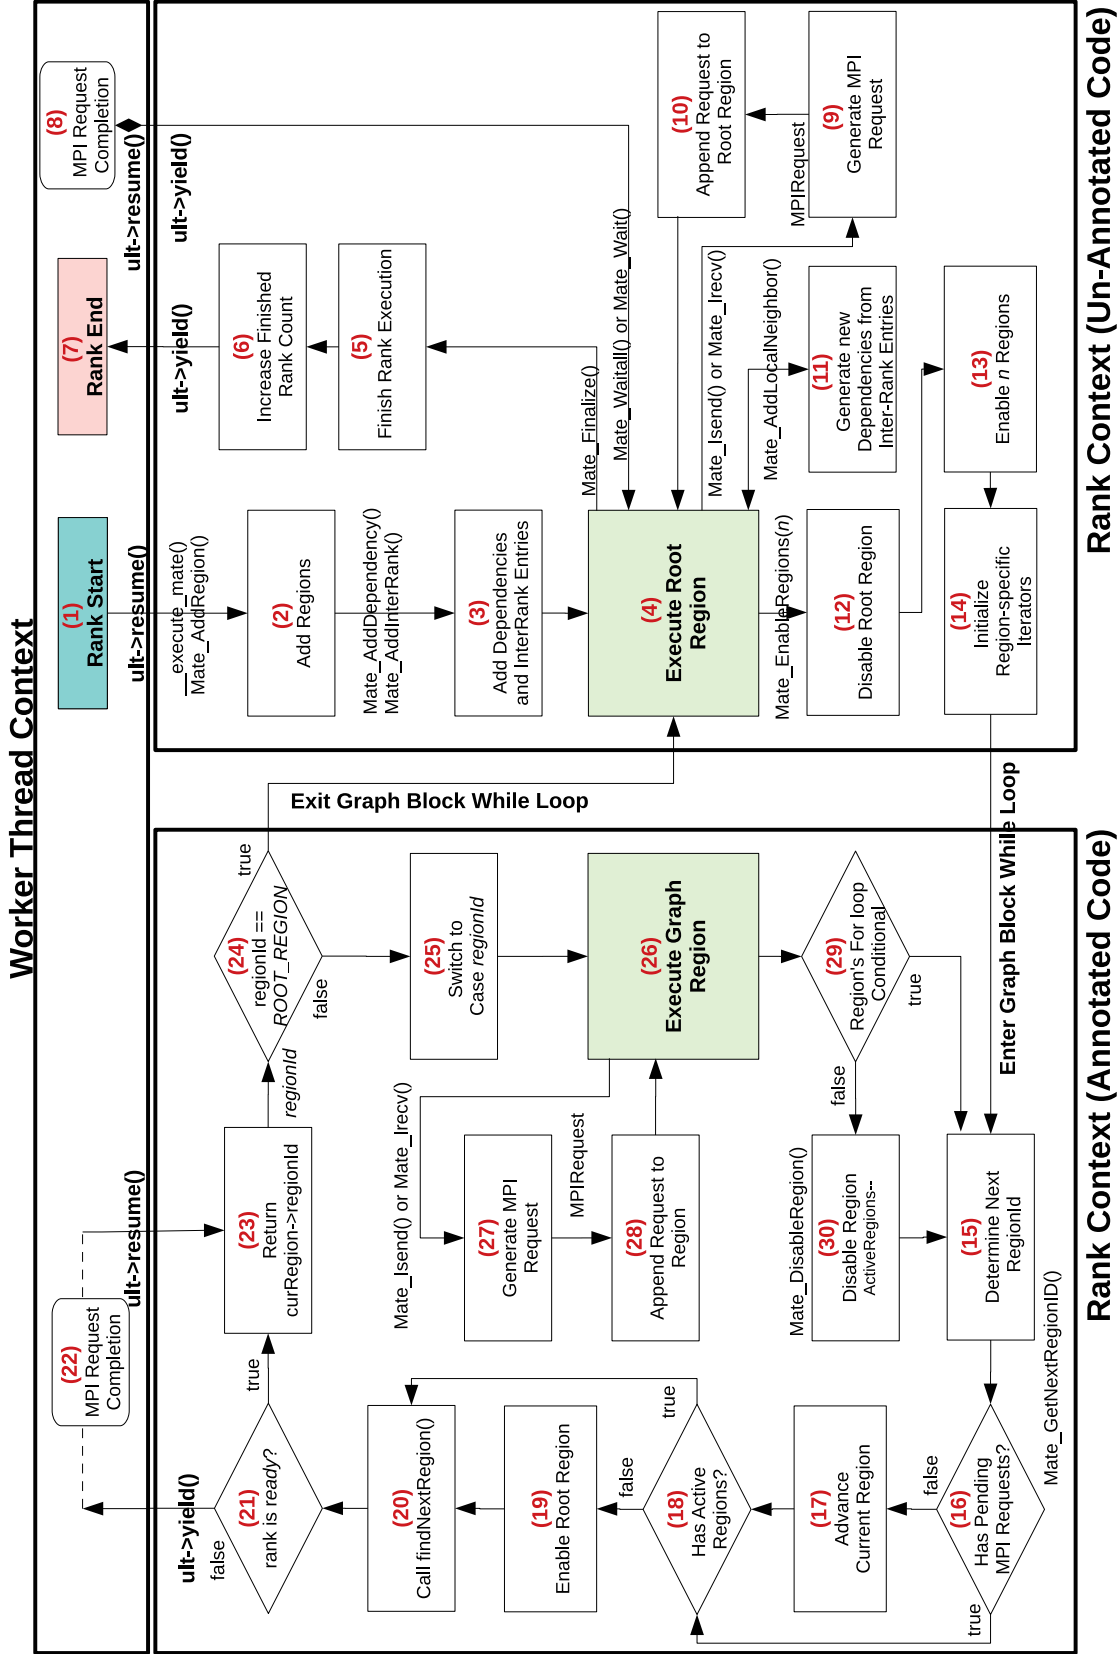 Worker Thread Context
(22)
MPI Request
Completion
(1)
Rank Start
(7)
Rank End
(8)
MPI Request
Completion
ult->yield()
ult->resume()
ult->resume()
ult->yield()
ult->resume()
ult->yield()
false
(21)
rank is ready?
true
(23)
Return
curRegion->regionId
regionId
(24)
regionId ==
ROOT_REGION
true
false
Exit Graph Block While Loop
(20)
Call findNextRegion()
(19)
Enable Root Region
false
(18)
Has Active
Regions?
true
(17)
Advance
Current Region
false
(16)
Has Pending
MPI Requests?
true
Mate_GetNextRegionID()
Mate_Isend() or Mate_Irecv()
(27)
Generate MPI
Request
MPIRequest
(28)
Append Request to
Region
Mate_DisableRegion()
(30)
Disable Region
ActiveRegions--
(15)
Determine Next
RegionId
(25)
Switch to
Case regionId
(26)
Execute Graph
Region
(29)
Region's For loop
Conditional
false
true
Enter Graph Block While Loop
Rank Context (Annotated Code)
__execute_mate()
Mate_AddRegion()
(2)
Add Regions
Mate_AddDependency()
Mate_AddInterRank()
(3)
Add Dependencies
and InterRank Entries
(4)
Execute Root
Region
Mate_EnableRegions(n)
(12)
Disable Root Region
(14)
Initialize
Region-specific
Iterators
(6)
Increase Finished
Rank Count
(5)
Finish Rank Execution
Mate_Finalize()
Mate_Waitall() or Mate_Wait()
Mate_Isend() or Mate_Irecv()
Mate_AddLocalNeighbor()
(11)
Generate new
Dependencies from
Inter-Rank Entries
(13)
Enable n Regions
(10)
Append Request to
Root Region
MPIRequest
(9)
Generate MPI
Request
Rank Context (Un-Annotated Code)